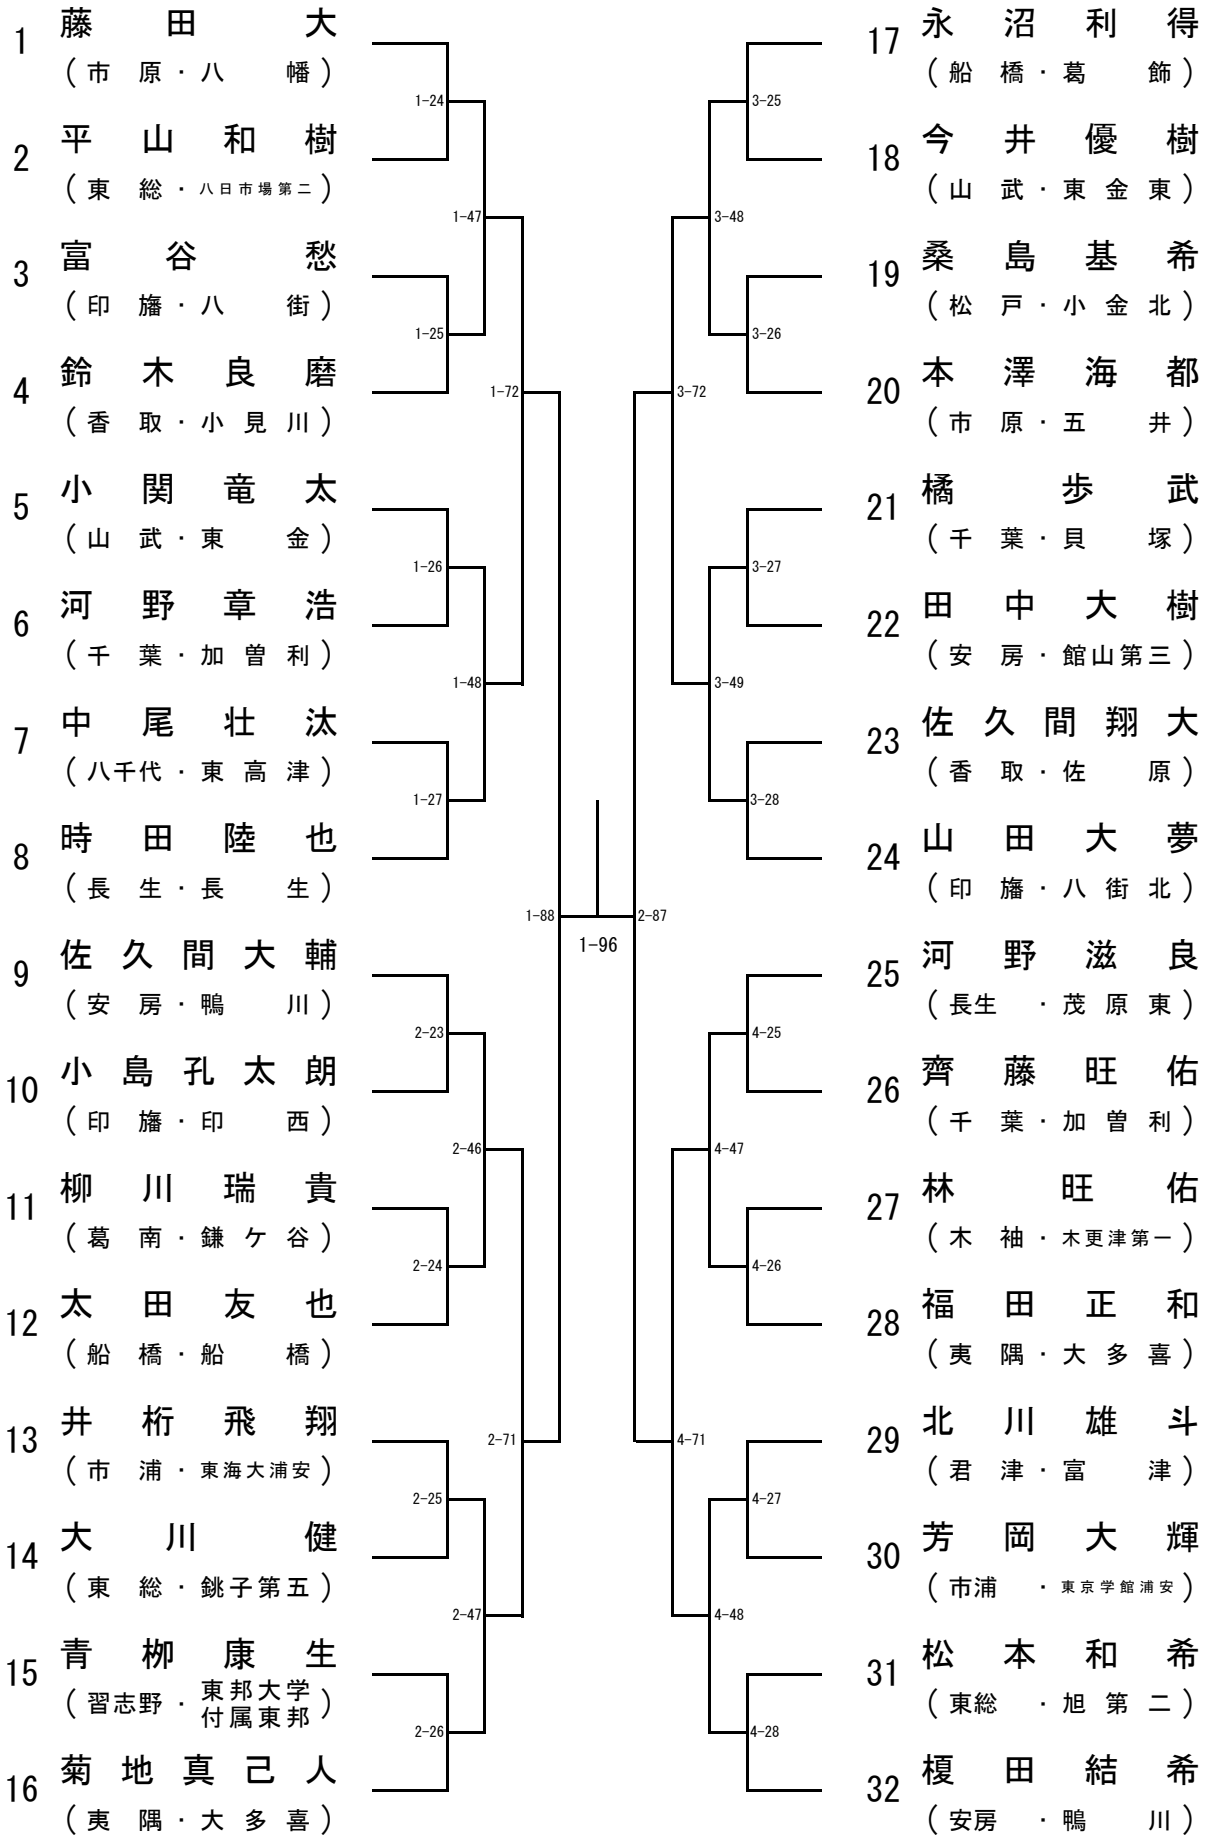 1 藤田大
(市原・八幡)
1-24
2 平山和樹
(東総・八日市場第二)
1-47
3 富谷愁
(印旛・八街)
1-25
4 鈴木良磨
(香取・小見川)
1-72
5 小関竜太
(山武・東金)
1-26
6 河野章浩
(千葉・加曽利)
1-48
7 中尾壮汰
(八千代・東高津)
1-27
8 時田陸也
(長生・長生)
1-88
9 佐久間大輔
(安房・鴨川)
2-23
10 小島孔太朗
(印旛・印西)
2-46
11 柳川瑞貴
(葛南・鎌ケ谷)
2-24
12 太田友也
(船橋・船橋)
13 井桁飛翔
(市浦・東海大浦安)
2-71
2-25
14 大川健
(東総・銚子第五)
2-47
15 青栁康生
(習志野・東邦大学付属東邦)
2-26
16 菊地真己人
(夷隅・大多喜)
1-96
17 永沼利得
(船橋・葛飾)
3-25
18 今井優樹
(山武・東金東)
3-48
19 桑島基希
(松戸・小金北)
3-26
20 本澤海都
(市原・五井)
3-72
21 橘歩武
(千葉・貝塚)
3-27
22 田中大樹
(安房・館山第三)
3-49
23 佐久間翔大
(香取・佐原)
3-28
24 山田大夢
(印旛・八街北)
2-87
25 河野滋良
(長生・茂原東)
4-25
26 齊藤旺佑
(千葉・加曽利)
4-47
27 林旺佑
(木袖・木更津第一)
4-26
28 福田正和
(夷隅・大多喜)
29 北川雄斗
(君津・富津)
4-71
4-27
30 芳岡大輝
(市浦・東京学館浦安)
4-48
31 松本和希
(東総・旭第二)
4-28
32 榎田結希
(安房・鴨川)